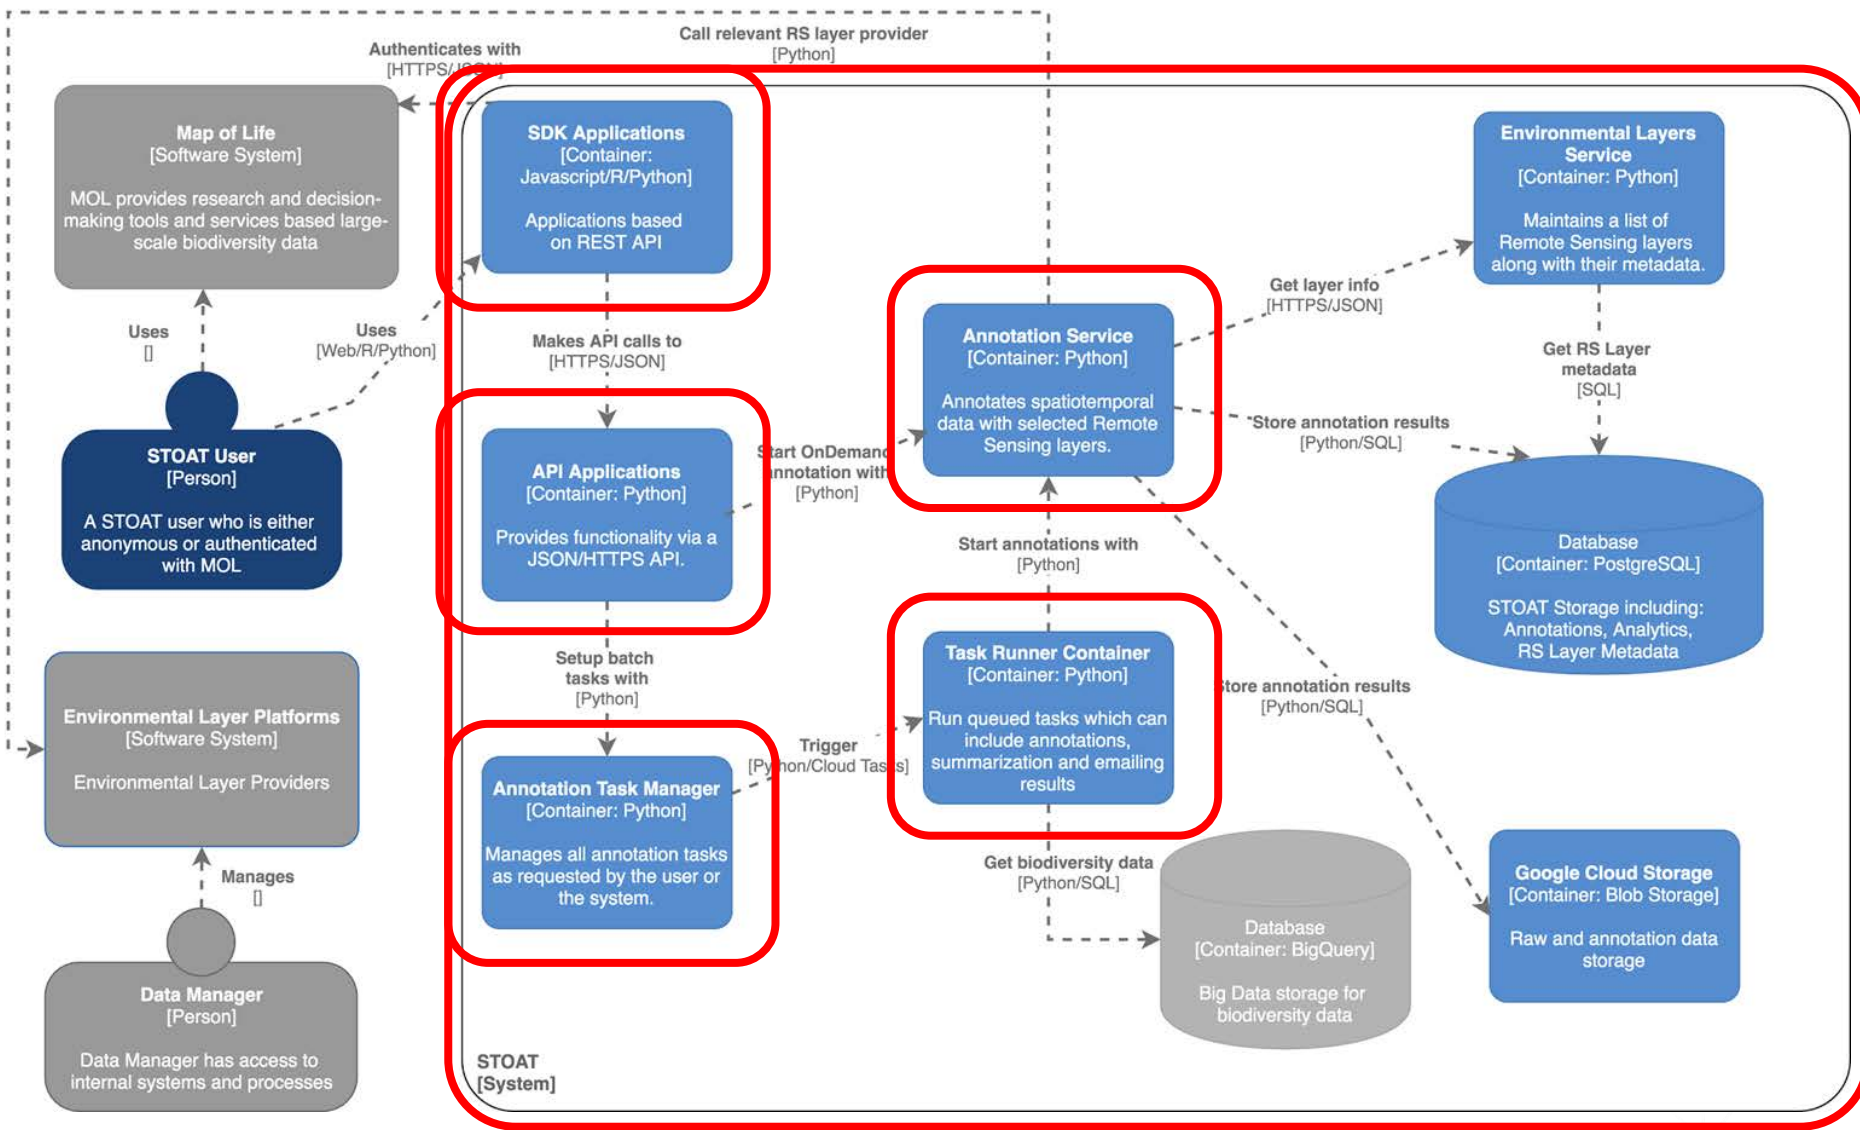 Call relevant RS layer provider
[Python]
Authenticates with
[HTTPS/JSON]
Map of Life
[Software System]
MOL provides research and decision-
making tools and services based large-
scale biodiversity data
SDK Applications
[Container:
Javascript/R/Python]
Applications based
on REST API
Environmental Layers
Service
[Container: Python]
Maintains a list of
Remote Sensing layers
along with their metadata.
Uses
[]
Uses
[Web/R/Python]
Makes API calls to
[HTTPS/JSON]
Annotation Service
[Container: Python]
Annotates spatiotemporal
data with selected Remote
Sensing layers.
Get layer info
[HTTPS/JSON]
Get RS Layer
metadata
[SQL]
STOAT User
[Person]
A STOAT user who is either
anonymous or authenticated
with MOL
API Applications
[Container: Python]
Provides functionality via a
JSON/HTTPS API.
Start OnDemand
annotation with
[Python]
Store annotation results
[Python/SQL]
Start annotations with
[Python]
Database
[Container: PostgreSQL]
STOAT Storage including:
Annotations, Analytics,
RS Layer Metadata
Setup batch
tasks with
[Python]
Task Runner Container
[Container: Python]
Run queued tasks which can
include annotations,
summarization and emailing
results
Store annotation results
[Python/SQL]
Environmental Layer Platforms
[Software System]
Environmental Layer Providers
Annotation Task Manager
[Container: Python]
Manages all annotation tasks
as requested by the user or
the system.
Trigger
[Python/Cloud Tasks]
Manages
[]
Get biodiversity data
[Python/SQL]
Database
[Container: BigQuery]
Big Data storage for
biodiversity data
Google Cloud Storage
[Container: Blob Storage]
Raw and annotation data
storage
Data Manager
[Person]
Data Manager has access to
internal systems and processes
STOAT
[System]